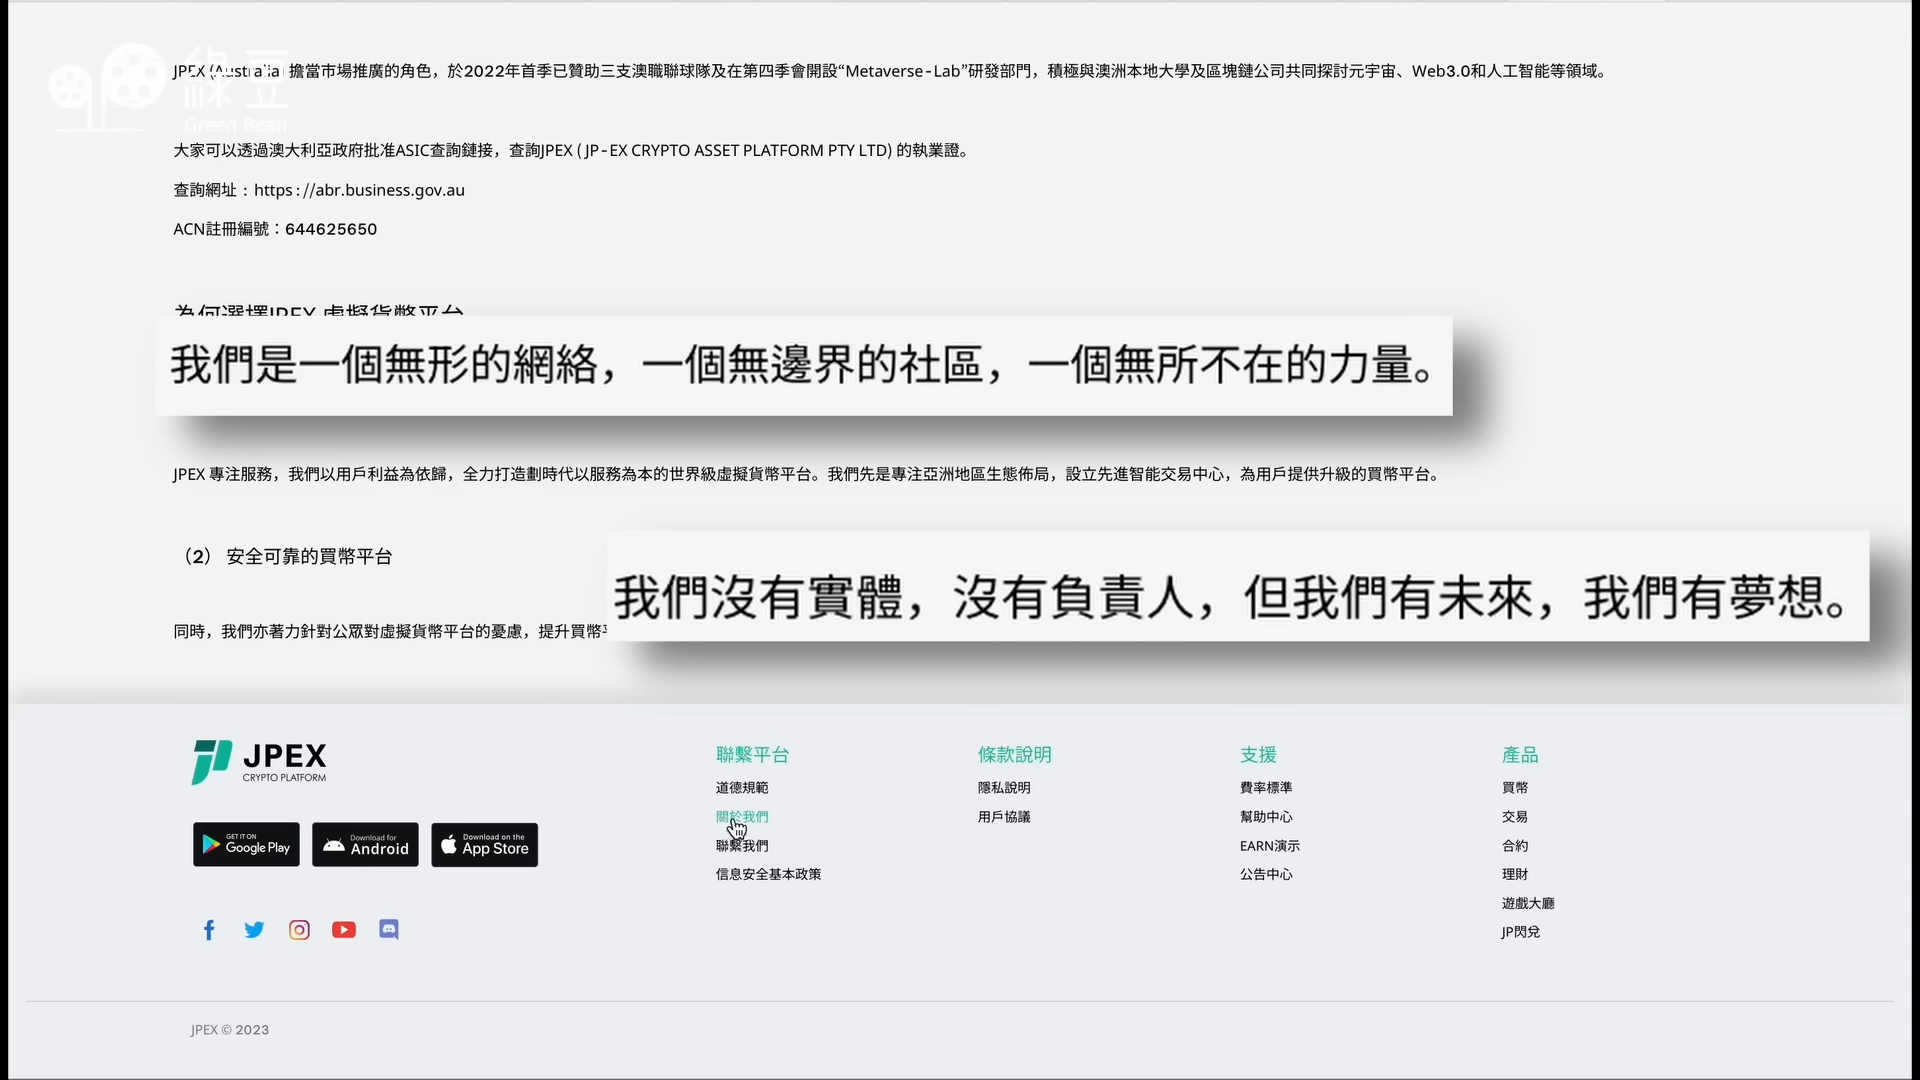 綠豆
Green Bean
JPEX (Australia) 擔當市場推廣的角色，於2022年首季已贊助三支澳職聯球隊及在第四季會開設“Metaverse-Lab”研發部門，積極與澳洲本地大學及區塊鏈公司共同探討元宇宙、Web3.0和人工智能等領域。
大家可以透過澳大利亞政府批准ASIC查詢鏈接，查詢JPEX ( JP-EX CRYPTO ASSET PLATFORM PTY LTD) 的執業證。
查詢網址：https://abr.business.gov.au
ACN註冊編號：644625650
為何選擇JPEX 虛擬貨幣平台
我們是一個無形的網絡，一個無邊界的社區，一個無所不在的力量。
JPEX 專注服務，我們以用戶利益為依歸，全力打造劃時代以服務為本的世界級虛擬貨幣平台。我們先是專注亞洲地區生態佈局，設立先進智能交易中心，為用戶提供升級的買幣平台。
（2） 安全可靠的買幣平台
我們沒有實體，沒有負責人，但我們有未來，我們有夢想。
同時，我們亦著力針對公眾對虛擬貨幣平台的憂慮，提升買幣
JPEX
CRYPTO PLATFORM
GET IT ON
Google Play
Download for
Android
Download on the
App Store
聯繫平台
道德規範
關於我們
聯繫我們
信息安全基本政策
條款說明
隱私說明
用戶協議
支援
費率標準
幫助中心
EARN演示
公告中心
產品
買幣
交易
合約
理財
遊戲大廳
JP閃兌
JPEX © 2023